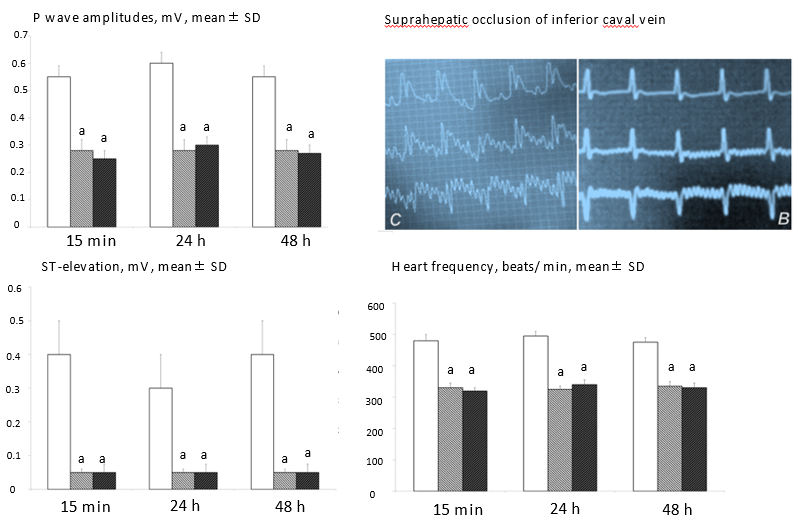 P wave amplitudes, mV, mean± SD
0.7
0.6
0.5
0.4
0.3
0.2
0.1
0
a
a
a
a
a
a
15 min
24 h
48 h
Suprahepatic occlusion of inferior caval vein
C
B
ST-elevation, mV, mean± SD
0.6
0.5
0.4
0.3
0.2
0.1
0
a
a
a
a
a
a
15 min
24 h
48 h
Heart frequency, beats/min, mean± SD
600
500
400
300
200
100
0
a
a
a
a
a
a
15 min
24 h
48 h